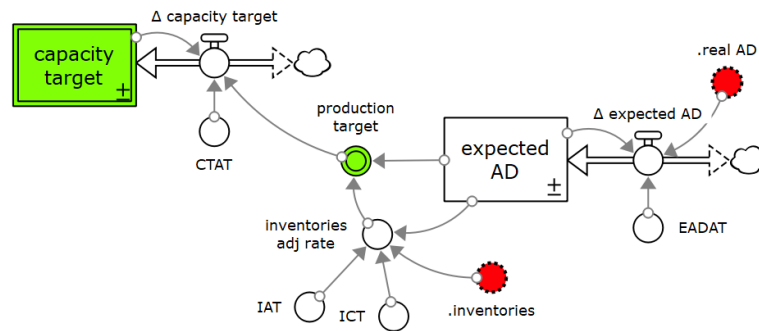 Δ capacity target
capacity
target
.real AD
production
target
Δ expected AD
CTAT
expected
AD
±
±
inventories
adj rate
EADAT
IAT
ICT
.inventories